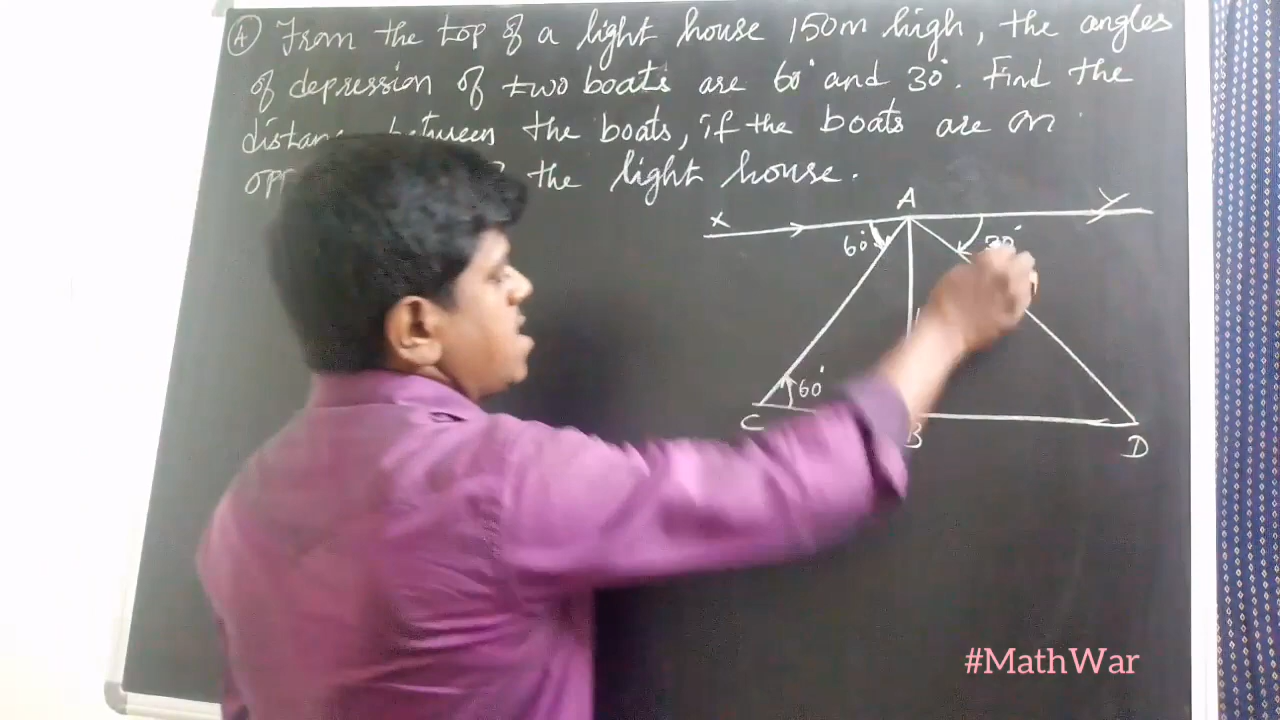 4) From the top of a light house 150m high, the angles
of depression of two boats are 60° and 30°. Find the
between the boats, if the boats are on
the light house.
A
x
y
60°
30°
60°
C
B
D
#MathWar